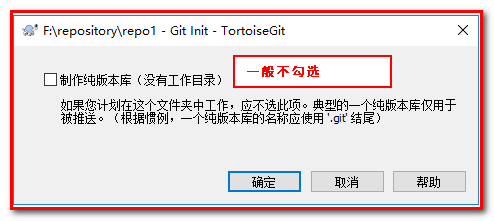 F:\repository\repo1 - Git Init - TortoiseGit
制作纯版本库（没有工作目录）
一般不勾选
如果您计划在这个文件夹中工作，应不选此项。典型的一个纯版本库仅用于
被推送。（根据惯例，一个纯版本库的名称应使用 '.git' 结尾）
确定
取消
帮助